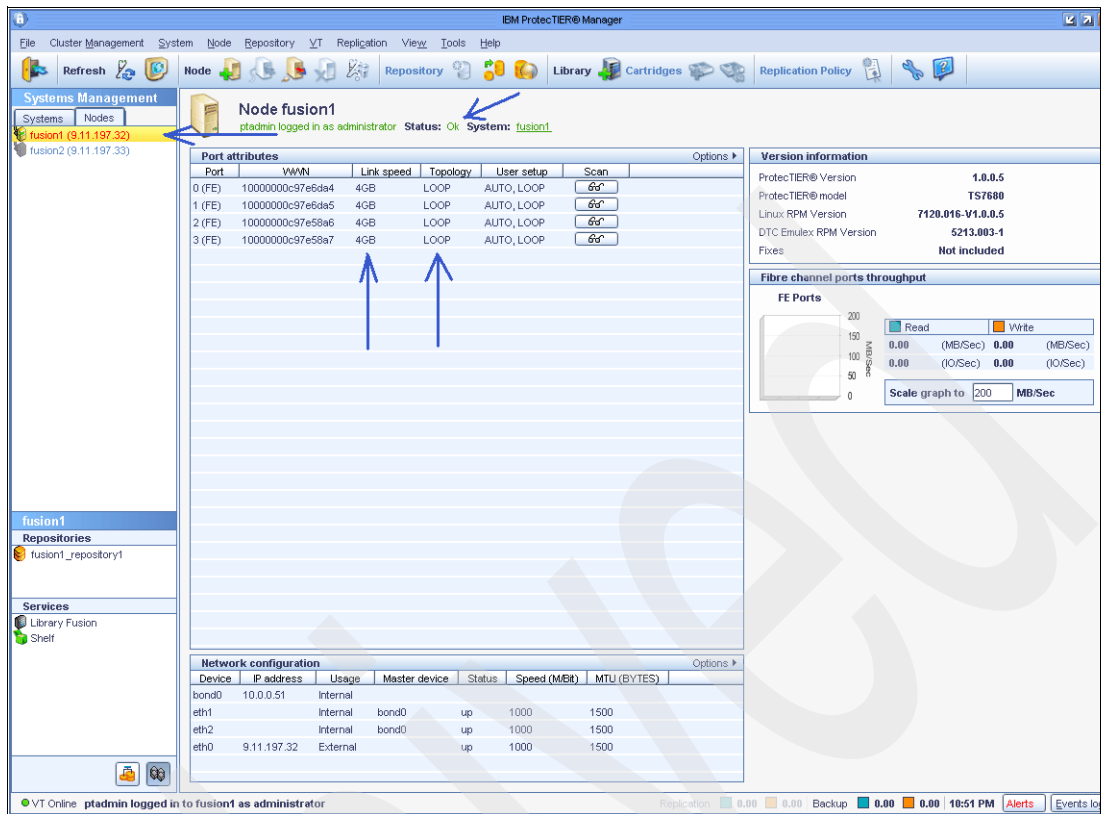 IBM ProtecTIER® Manager
File Cluster Management System Node Repository VT Replication View Tools Help
Refresh Node Repository Library Cartridges Replication Policy
Systems Management
Systems Nodes
fusion1 (9.11.197.32)
fusion2 (9.11.197.33)
Node fusion1
ptadmin logged in as administrator Status: Ok System: fusion1
Port attributes Options
Port WWN Link speed Topology User setup Scan
0 (FE) 10000000c97e6da4 4GB LOOP AUTO, LOOP
1 (FE) 10000000c97e6da5 4GB LOOP AUTO, LOOP
2 (FE) 10000000c97e58a6 4GB LOOP AUTO, LOOP
3 (FE) 10000000c97e58a7 4GB LOOP AUTO, LOOP
Version information
ProtecTIER® Version 1.0.0.5
ProtecTIER® model TS7680
Linux RPM Version 7120.016-V1.0.0.5
DTC Emulex RPM Version 5213.003-1
Fixes Not included
Fibre channel ports throughput
FE Ports
200
150
100
50
0
MB/Sec
Read Write
0.00 (MB/Sec) 0.00 (MB/Sec)
0.00 (IO/Sec) 0.00 (IO/Sec)
Scale graph to 200 MB/Sec
fusion1
Repositories
fusion1_repository1
Services
Library Fusion
Shelf
Network configuration Options
Device IP address Usage Master device Status Speed (M/Bit) MTU (BYTES)
bond0 10.0.0.51 Internal
eth1 Internal bond0 up 1000 1500
eth2 Internal bond0 up 1000 1500
eth0 9.11.197.32 External up 1000 1500
VT Online ptadmin logged in to fusion1 as administrator Replication 0.00 0.00 Backup 0.00 0.00 10:51 PM Alerts Events lo